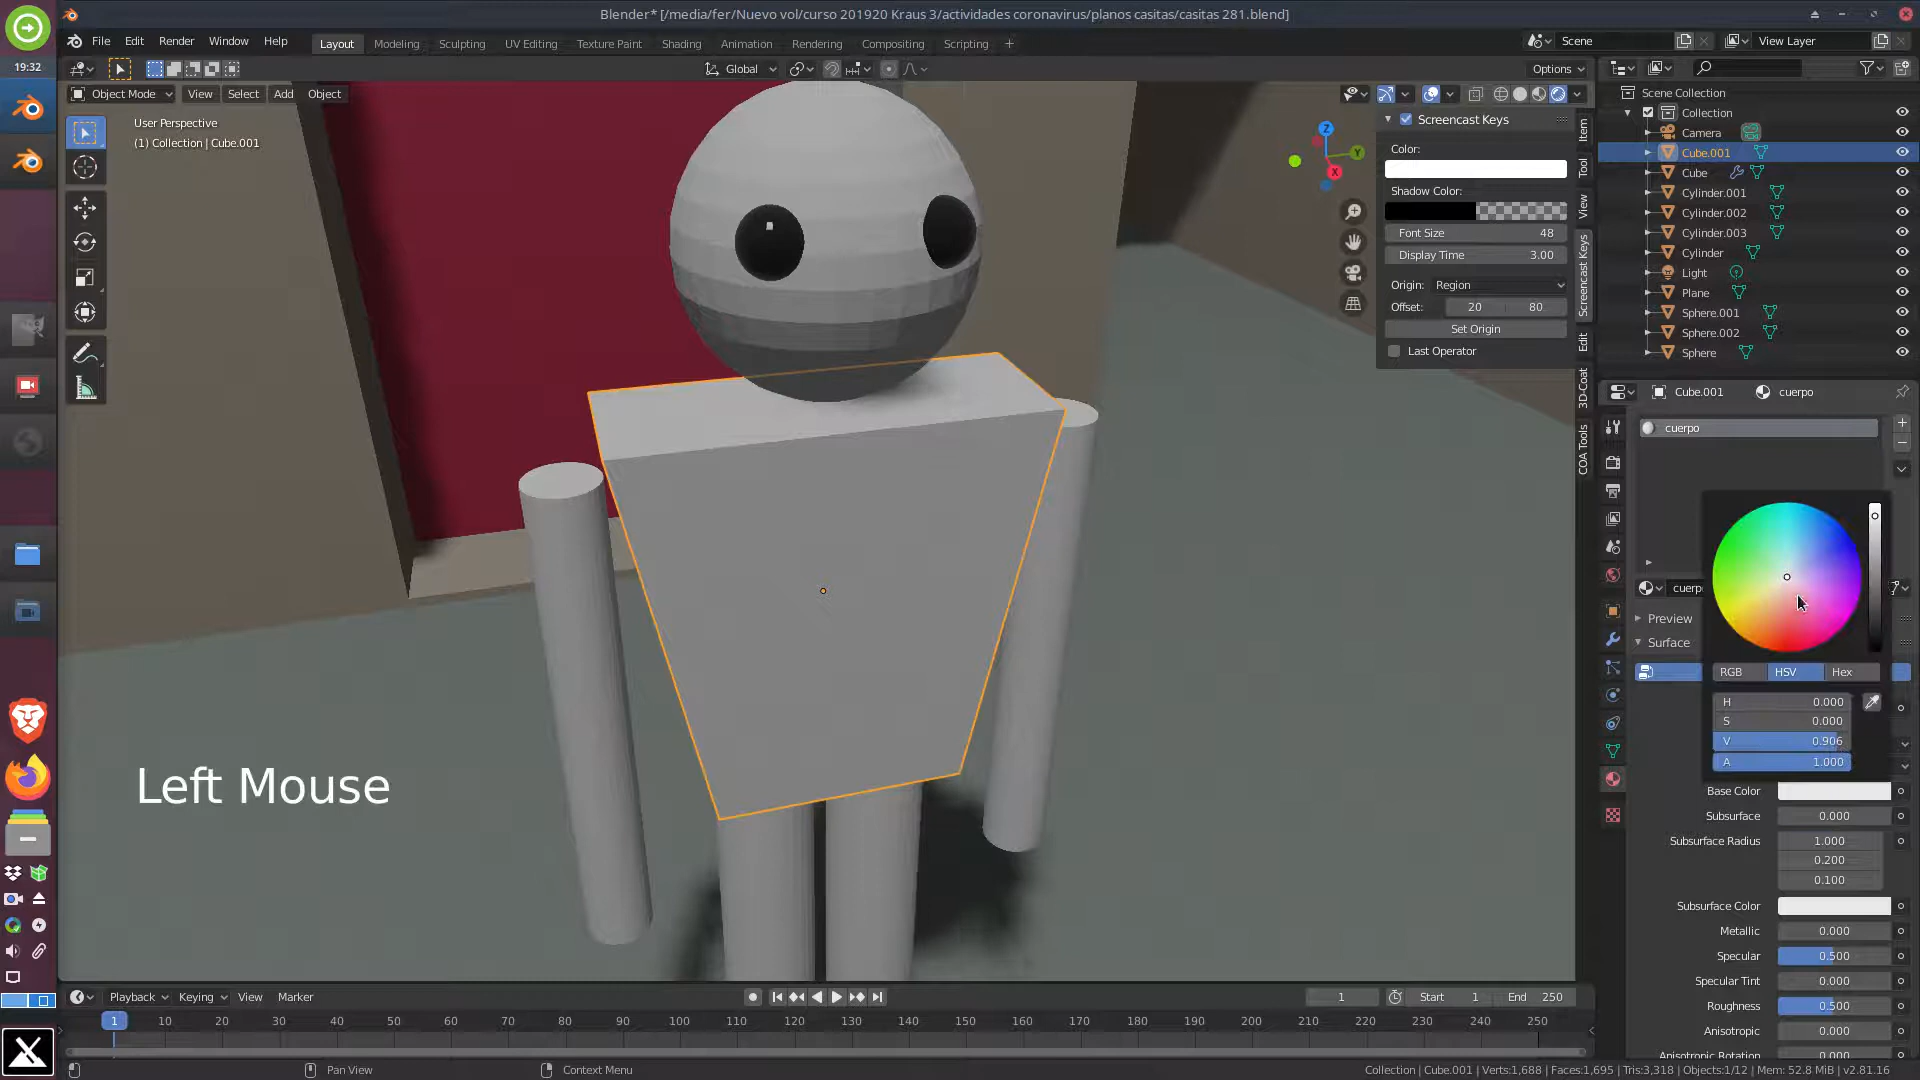 Blender* [/media/fer/Nuevo vol/curso 201920 Kraus 3/actividades coronavirus/planos casitas/casitas 281.blend]
File Edit Render Window Help Layout Modeling Sculpting UV Editing Texture Paint Shading Animation Rendering Compositing Scripting + Scene View Layer
19:32
Global Options
Object Mode View Select Add Object
User Perspective
(1) Collection | Cube.001
Z
Y
X
Screencast Keys
Color:
Shadow Color:
Font Size 48
Display Time 3.00
Origin: Region
Offset: 20 80
Set Origin
Last Operator
Item
Tool
View
Screencast Keys
Edit
3D-Coat
COA Tools
Scene Collection
Collection
Camera
Cube.001
Cube
Cylinder.001
Cylinder.002
Cylinder.003
Cylinder
Light
Plane
Sphere.001
Sphere.002
Sphere
Cube.001 cuerpo
cuerpo
cuerp
Preview
Surface
RGB HSV Hex
H 0.000
S 0.000
V 0.906
A 1.000
Base Color
Subsurface 0.000
Subsurface Radius 1.000
0.200
0.100
Subsurface Color
Metallic 0.000
Specular 0.500
Specular Tint 0.000
Roughness 0.500
Anisotropic 0.000
Anisotropic Rotation 0.000
Left Mouse
Playback Keying View Marker 1 Start 1 End 250
1 10 20 30 40 50 60 70 80 90 100 110 120 130 140 150 160 170 180 190 200 210 220 230 240 250
Pan View Context Menu Collection | Cube.001 | Verts:1,688 | Faces:1,695 | Tris:3,318 | Objects:1/12 | Mem: 52.8 MiB | v2.81.16